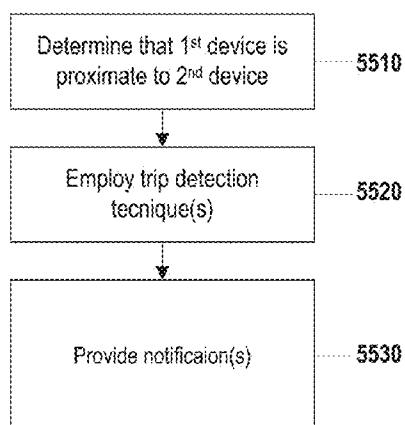 Determine that 1st device is
proximate to 2nd device
5510
Employ trip detection
tecnique(s)
5520
Provide notificaion(s)
5530